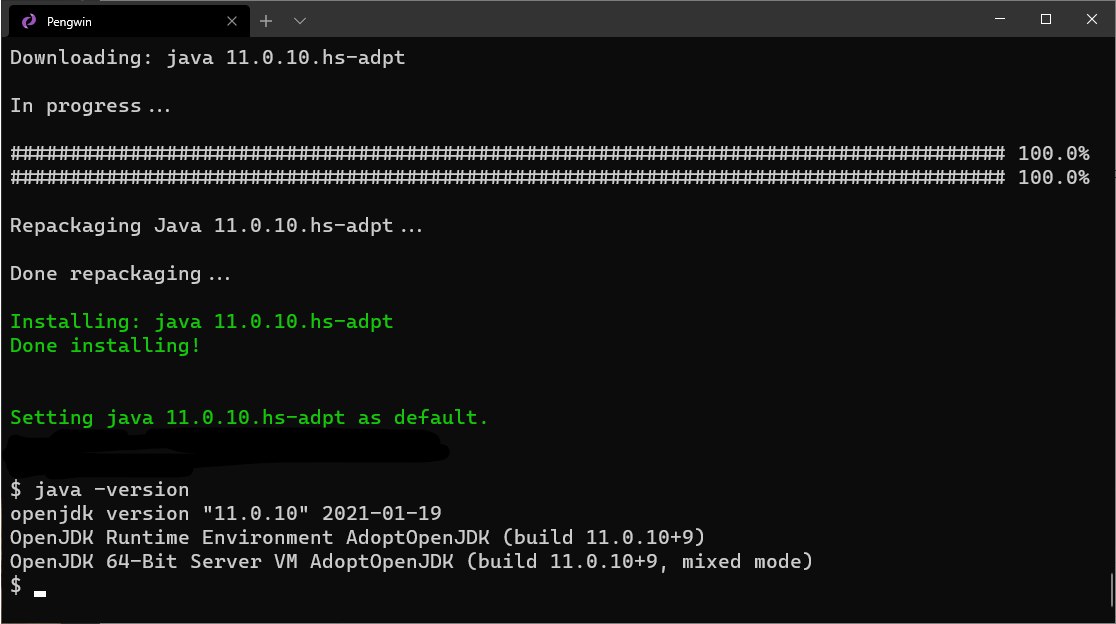 Pengwin
Downloading: java 11.0.10.hs-adpt
In progress...
################################################################################### 100.0%
################################################################################### 100.0%
Repackaging Java 11.0.10.hs-adpt...
Done repackaging...
Installing: java 11.0.10.hs-adpt
Done installing!
Setting java 11.0.10.hs-adpt as default.
$ java -version
openjdk version "11.0.10" 2021-01-19
OpenJDK Runtime Environment AdoptOpenJDK (build 11.0.10+9)
OpenJDK 64-Bit Server VM AdoptOpenJDK (build 11.0.10+9, mixed mode)
$